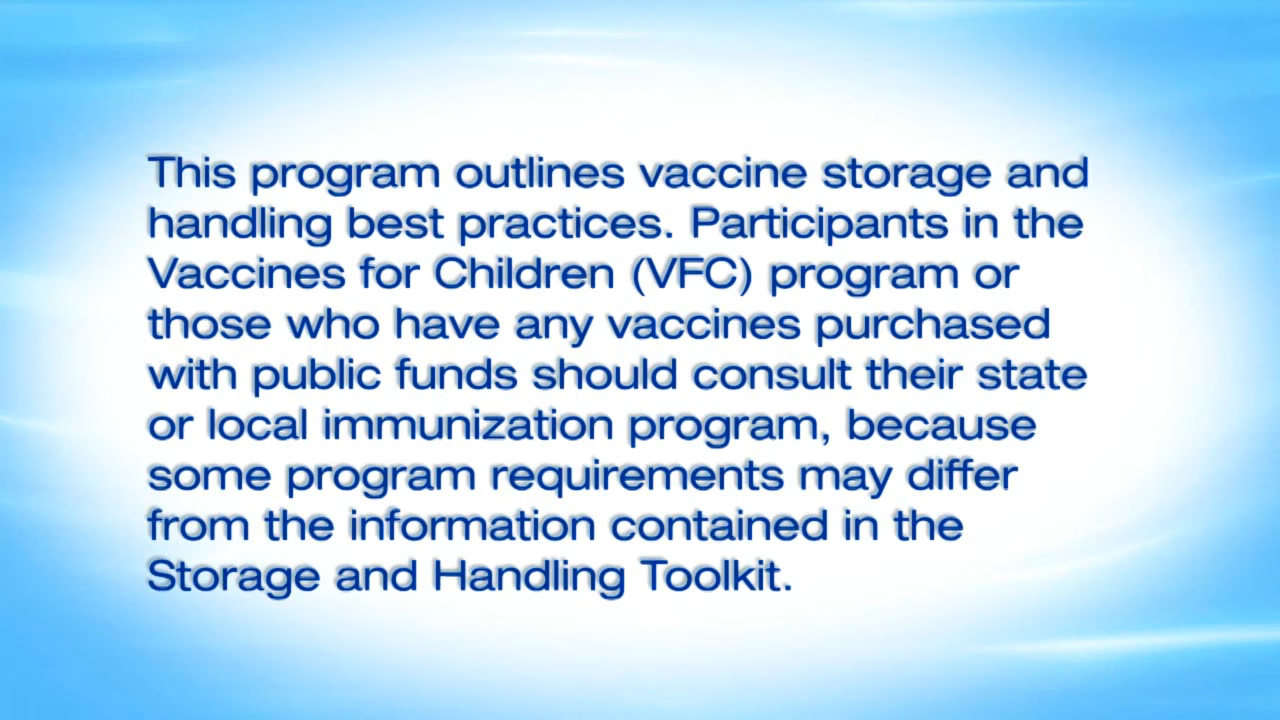 This program outlines vaccine storage and
handling best practices. Participants in the
Vaccines for Children (VFC) program or
those who have any vaccines purchased
with public funds should consult their state
or local immunization program, because
some program requirements may differ
from the information contained in the
Storage and Handling Toolkit.